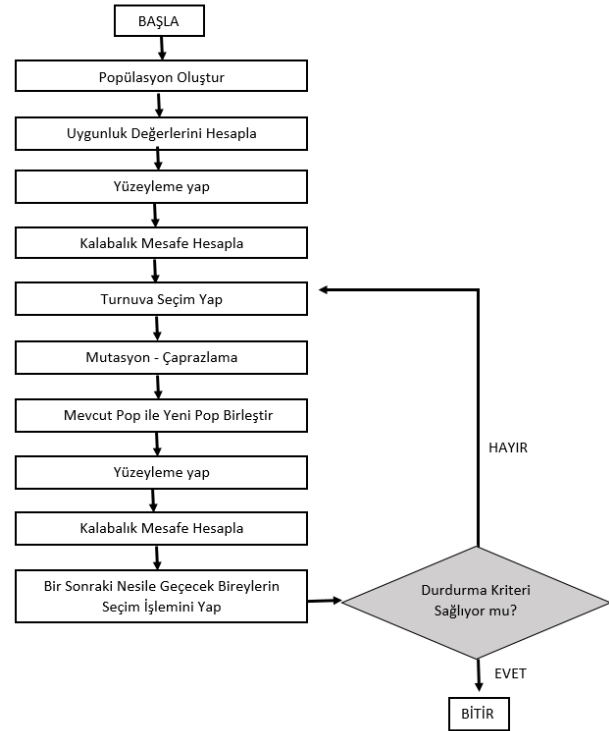 BAŞLA
Popülasyon Oluştur
Uygunluk Değerlerini Hesapla
Yüzeyleme yap
Kalabalık Mesafe Hesapla
Turnuva Seçim Yap
Mutasyon - Çaprazlama
Mevcut Pop ile Yeni Pop Birleştir
Yüzeyleme yap
Kalabalık Mesafe Hesapla
Bir Sonraki Nesile Geçecek Bireylerin
Seçim İşlemini Yap
Durdurma Kriteri
Sağlıyor mu?
HAYIR
EVET
BİTİR